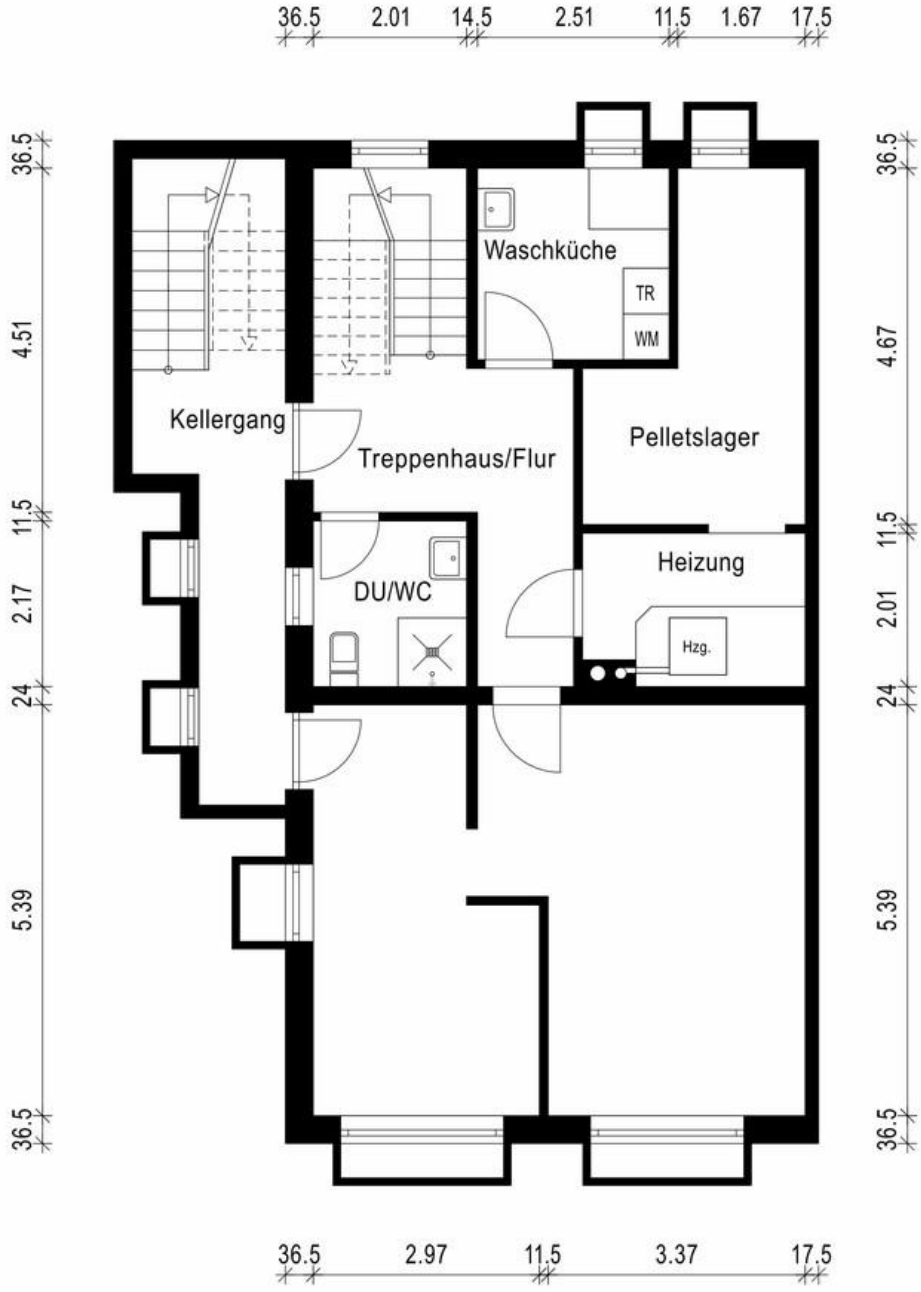 36.5 2.01 14.5 2.51 11.5 1.67 17.5
36.5
36.5
Waschküche
TR
WM
4.51
4.67
Kellergang
Treppenhaus/Flur
Pelletslager
11.5
11.5
Heizung
DU/WC
2.17
2.01
Hzg.
24
24
5.39
5.39
36.5
36.5
36.5 2.97 11.5 3.37 17.5